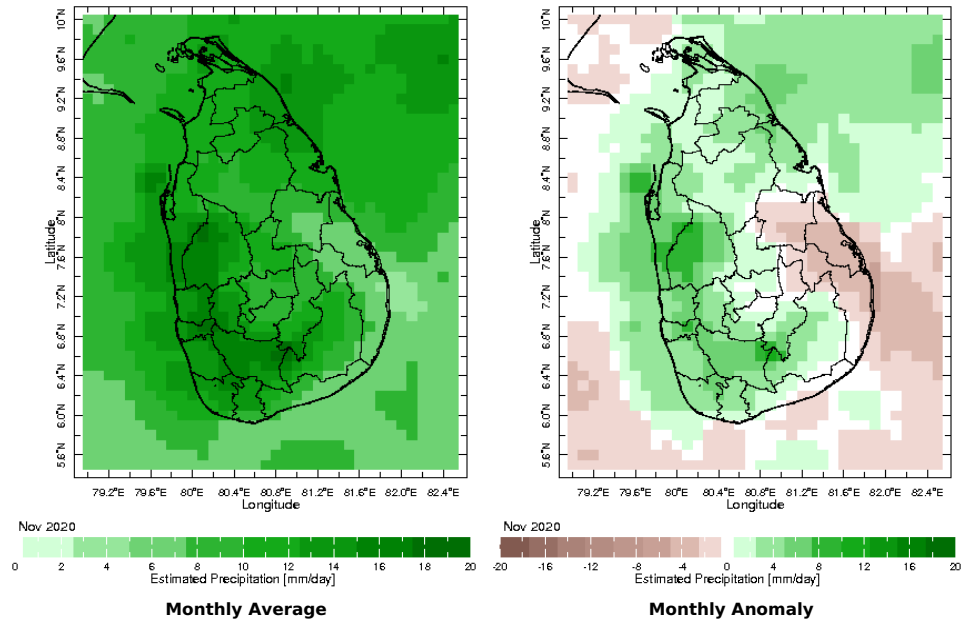 10°N
9.6°N
9.2°N
8.8°N
8.4°N
8°N
7.6°N
7.2°N
6.8°N
6.4°N
6.0°N
5.6°N
Latitude
79.2°E 79.6°E 80°E 80.4°E 80.8°E 81.2°E 81.6°E 82.0°E 82.4°E
Longitude
Nov 2020
0 2 4 6 8 10 12 14 16 18 20
Estimated Precipitation [mm/day]
Monthly Average
10°N
9.6°N
9.2°N
8.8°N
8.4°N
8°N
7.6°N
7.2°N
6.8°N
6.4°N
6.0°N
5.6°N
Latitude
79.2°E 79.6°E 80°E 80.4°E 80.8°E 81.2°E 81.6°E 82.0°E 82.4°E
Longitude
Nov 2020
-20 -16 -12 -8 -4 0 4 8 12 16 20
Estimated Precipitation [mm/day]
Monthly Anomaly